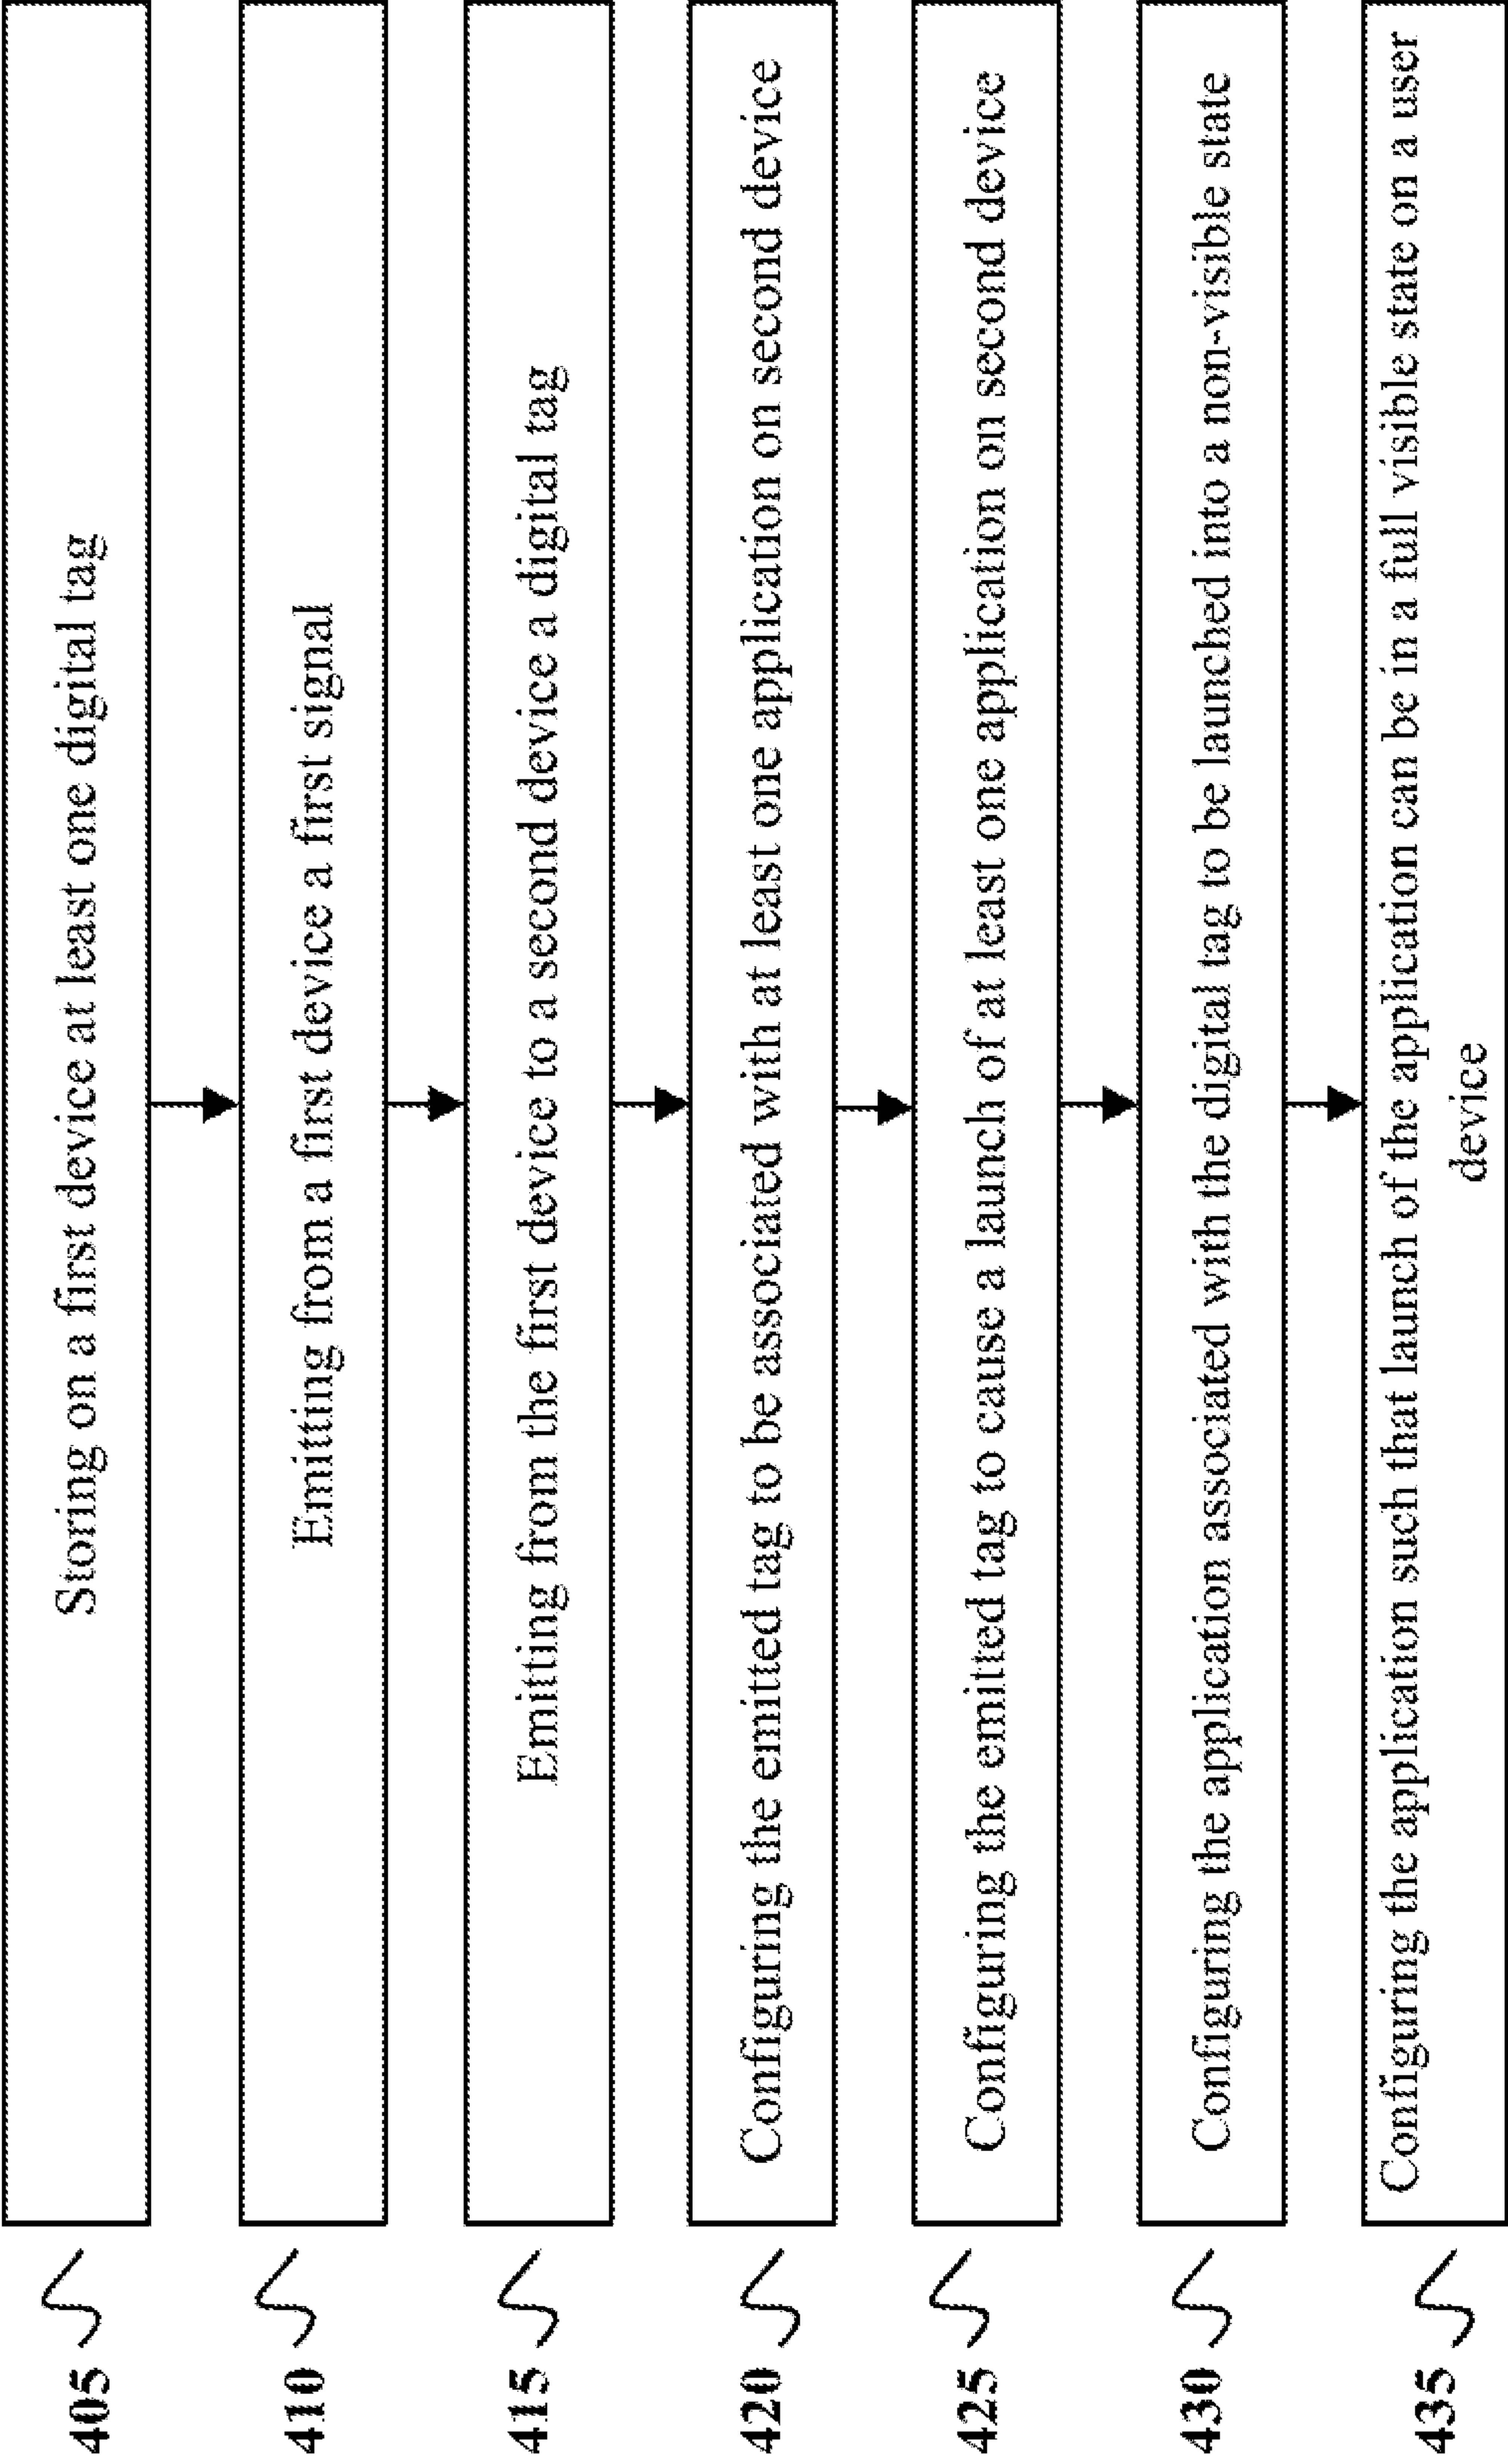 405 Storing on a first device at least one digital tag
410 Emitting from a first device a first signal
415 Emitting from the first device to a second device a digital tag
420 Configuring the emitted tag to be associated with at least one application on second device
425 Configuring the emitted tag to cause a launch of at least one application on second device
430 Configuring the application associated with the digital tag to be launched into a non-visible state
435 Configuring the application such that launch of the application can be in a full visible state on a user
device